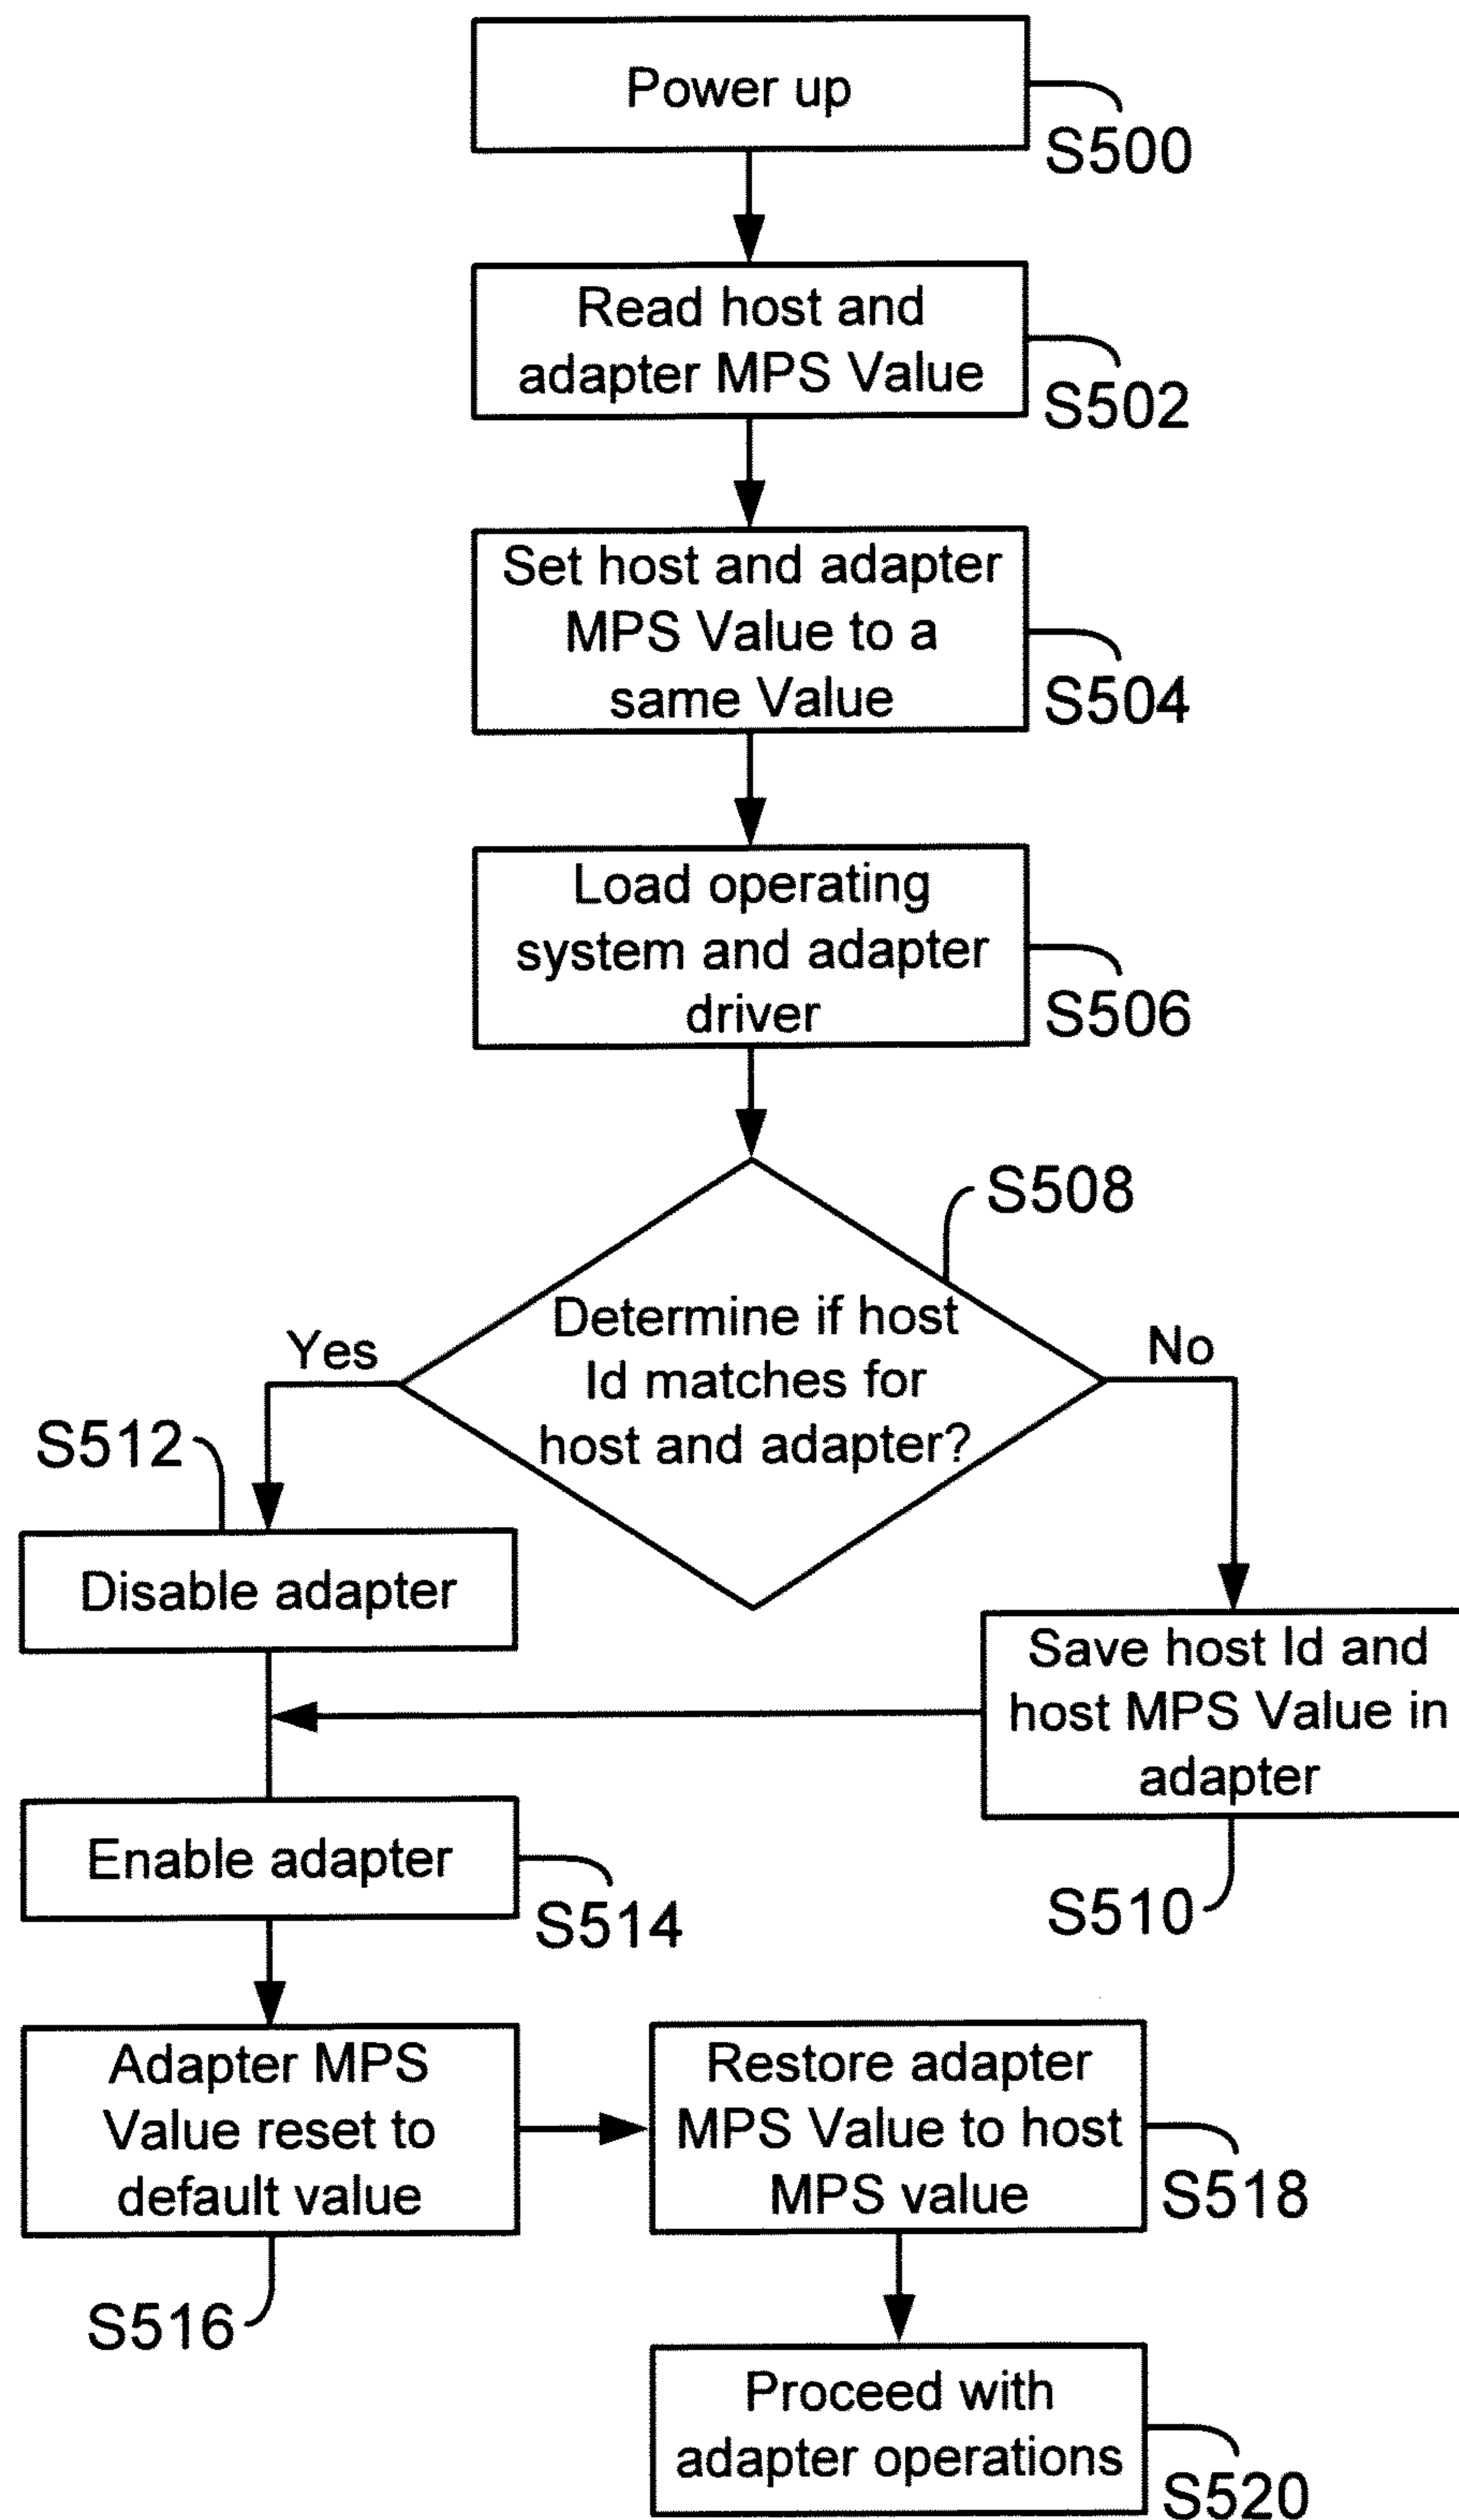 Power up
S500
Read host and
adapter MPS Value
S502
Set host and adapter
MPS Value to a
same Value
S504
Load operating
system and adapter
driver
S506
S508
Determine if host
Id matches for
host and adapter?
Yes
No
S512
Disable adapter
Save host Id and
host MPS Value in
adapter
S510
Enable adapter
S514
Adapter MPS
Value reset to
default value
S516
Restore adapter
MPS Value to host
MPS value
S518
Proceed with
adapter operations
S520